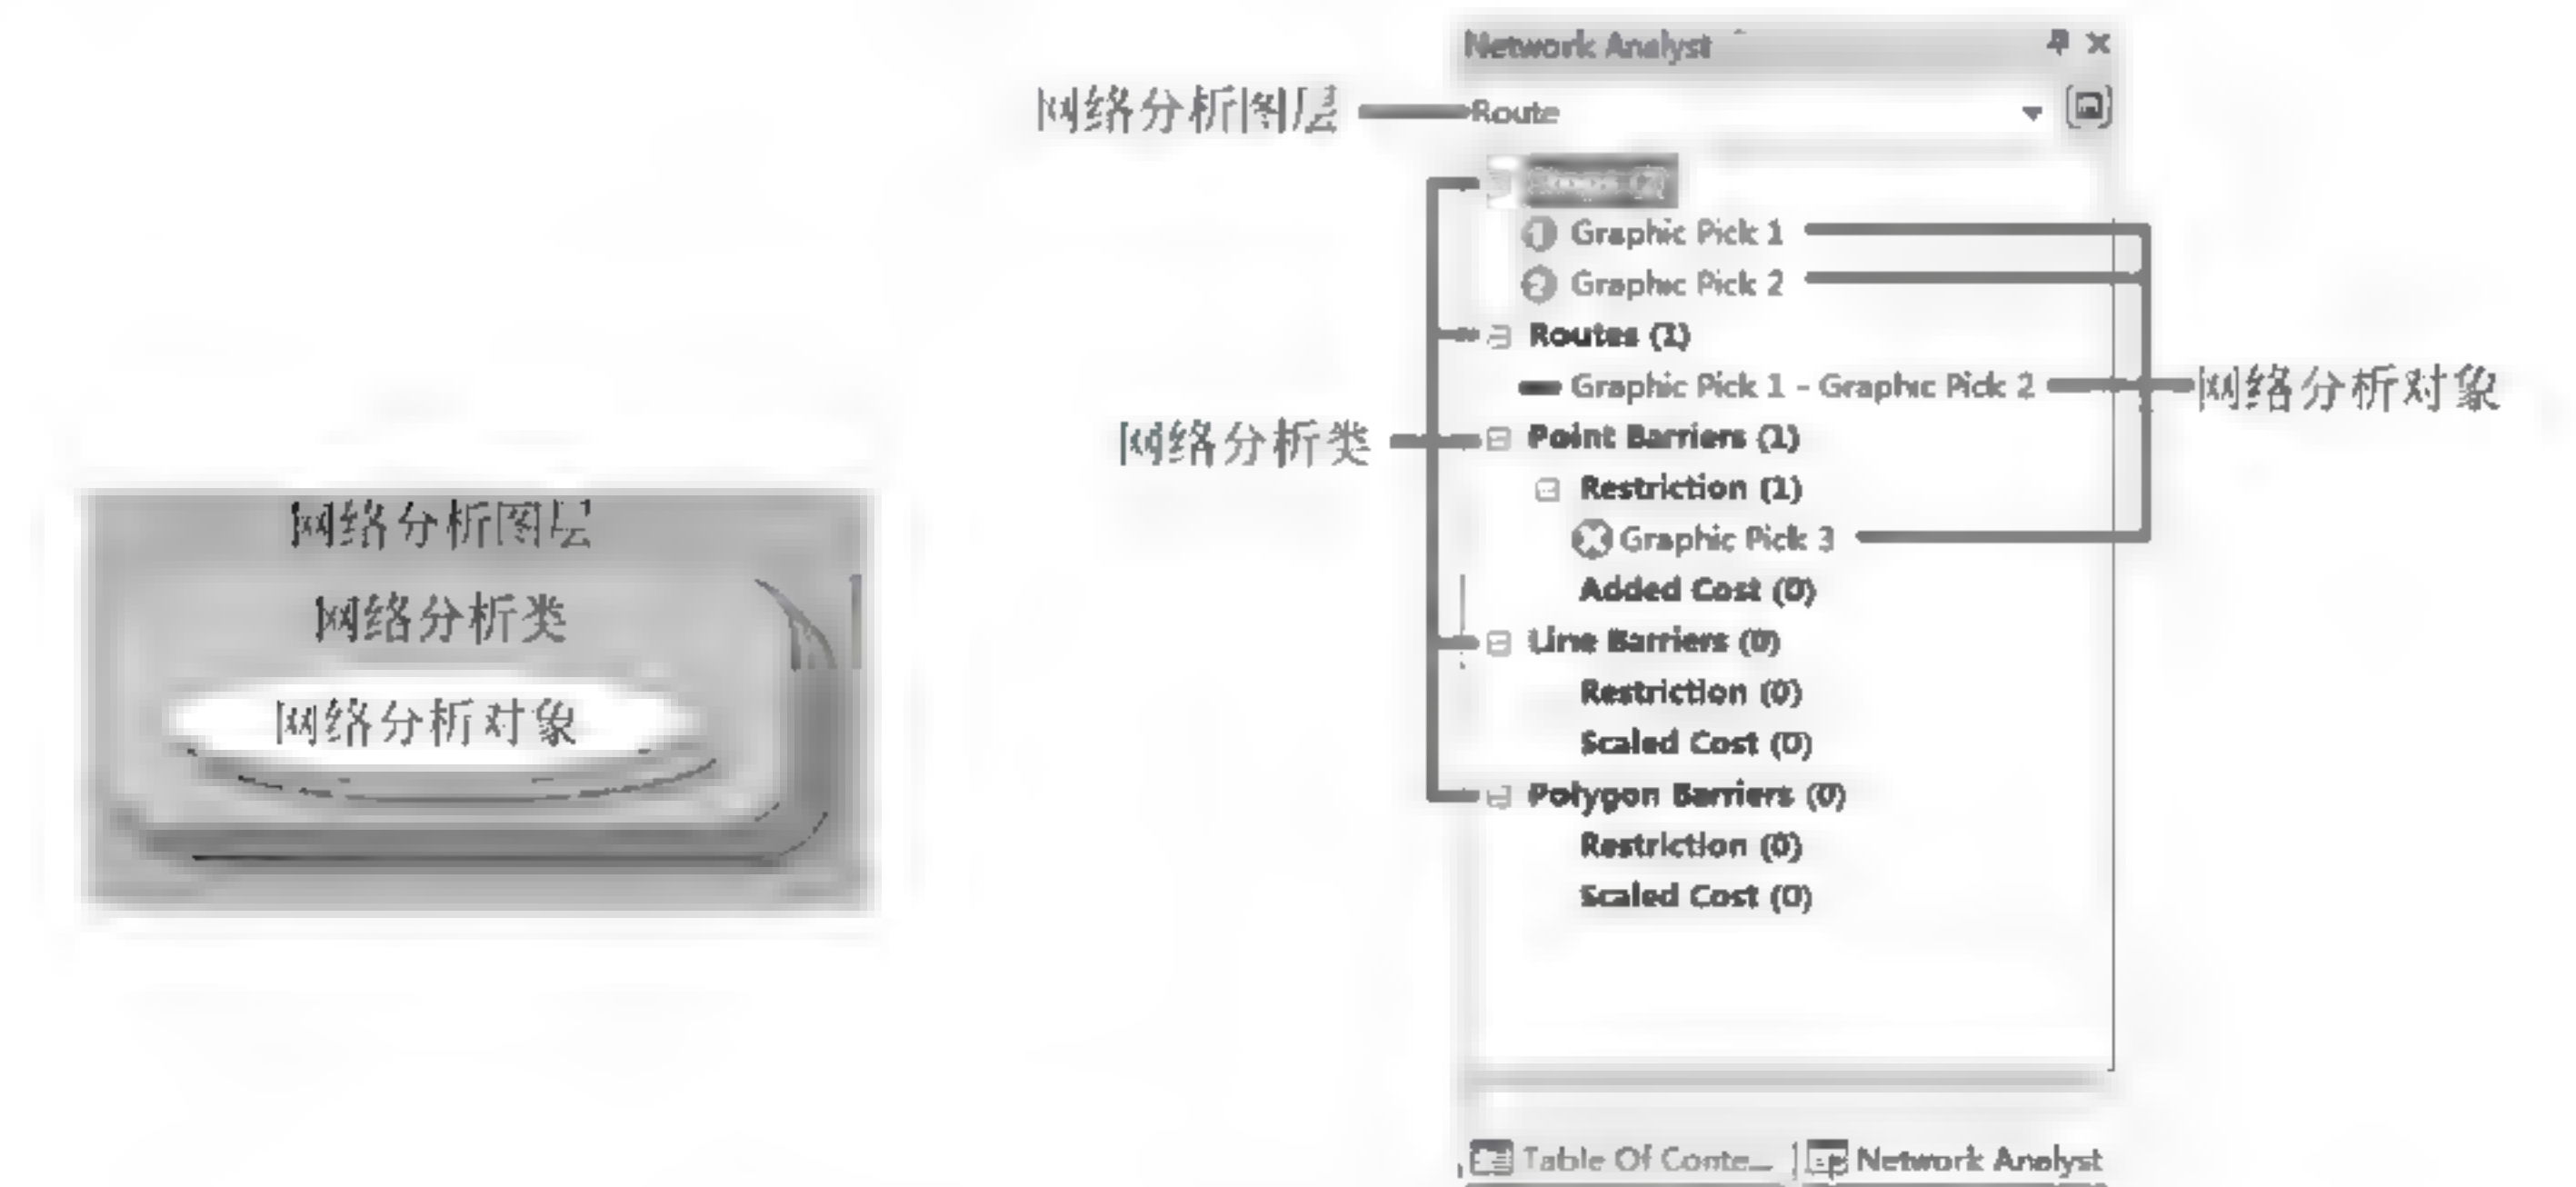 网络分析图层
网络分析类
网络分析对象
Network Analyst
网络分析图层
Route
Stops (2)
Graphic Pick 1
Graphic Pick 2
Routes (1)
Graphic Pick 1 - Graphic Pick 2
网络分析对象
网络分析类
Point Barriers (1)
Restriction (1)
Graphic Pick 3
Added Cost (0)
Line Barriers (0)
Restriction (0)
Scaled Cost (0)
Polygon Barriers (0)
Restriction (0)
Scaled Cost (0)
Table Of Conte...
Network Analyst